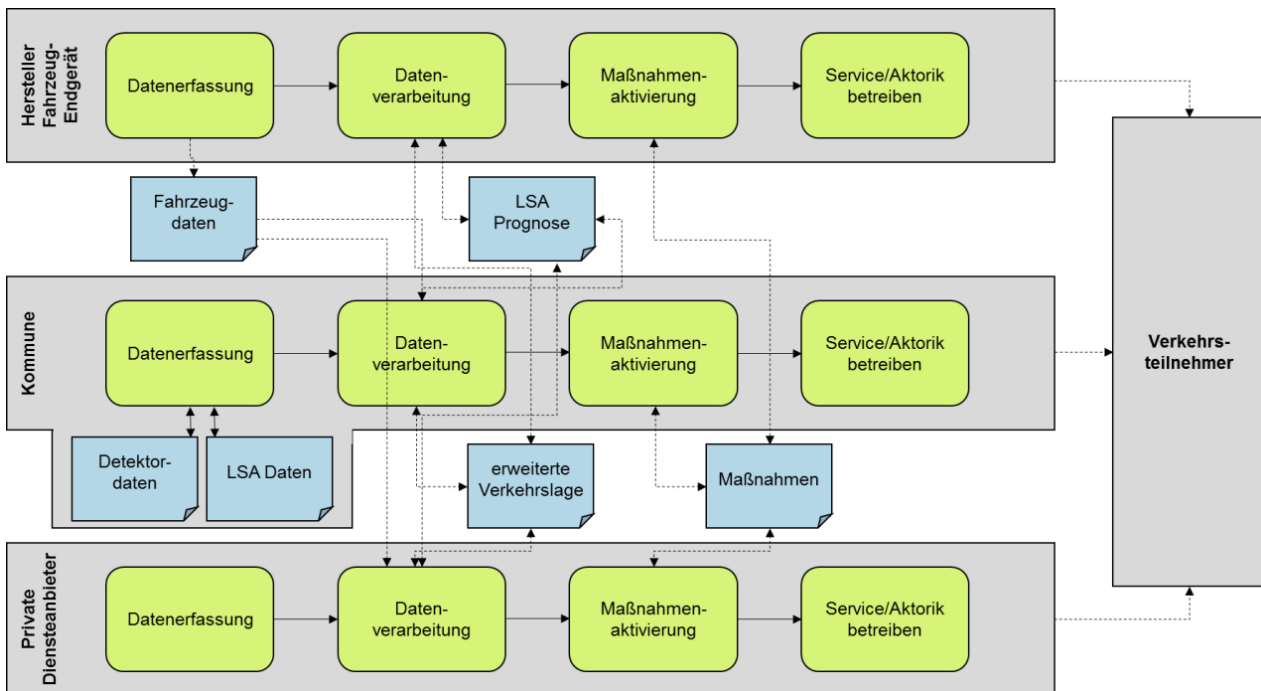 Hersteller
Fahrzeug-
Endgerät
Datenerfassung
Daten-
verarbeitung
Maßnahmen-
aktivierung
Service/Aktorik
betreiben
Fahrzeug-
daten
LSA
Prognose
Verkehrs-
teilnehmer
Kommune
Datenerfassung
Daten-
verarbeitung
Maßnahmen-
aktivierung
Service/Aktorik
betreiben
Detektor-
daten
LSA Daten
erweiterte
Verkehrslage
Maßnahmen
Private
Diensteanbieter
Datenerfassung
Daten-
verarbeitung
Maßnahmen-
aktivierung
Service/Aktorik
betreiben